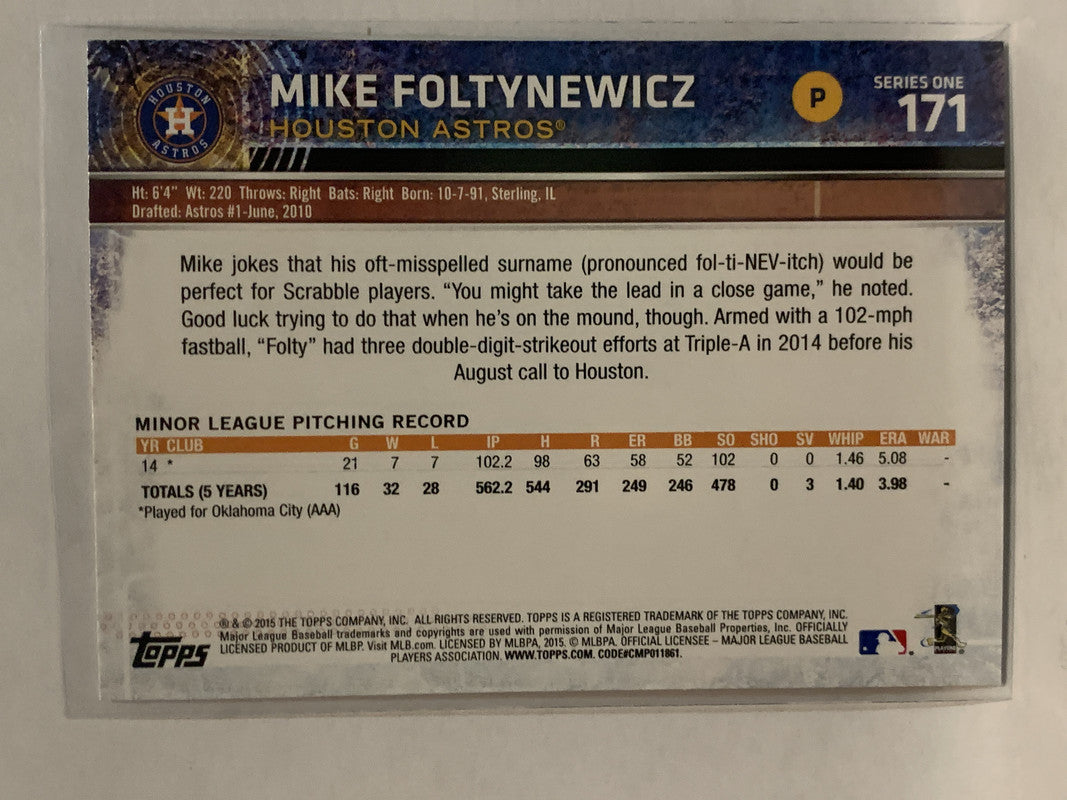 HOUSTON
ASTROS
MIKE FOLTYNEWICZ
HOUSTON ASTROS®
P
SERIES ONE
171
Ht: 6'4" Wt: 220 Throws: Right Bats: Right Born: 10-7-91, Sterling, IL
Drafted: Astros #1-June, 2010
Mike jokes that his oft-misspelled surname (pronounced fol-ti-NEV-itch) would be
perfect for Scrabble players. “You might take the lead in a close game,” he noted.
Good luck trying to do that when he's on the mound, though. Armed with a 102-mph
fastball, “Folty” had three double-digit-strikeout efforts at Triple-A in 2014 before his
August call to Houston.
MINOR LEAGUE PITCHING RECORD
YR CLUB G W L IP H R ER BB SO SHO SV WHIP ERA WAR
14 * 21 7 7 102.2 98 63 58 52 102 0 0 1.46 5.08 -
TOTALS (5 YEARS) 116 32 28 562.2 544 291 249 246 478 0 3 1.40 3.98 -
*Played for Oklahoma City (AAA)
® & © 2015 THE TOPPS COMPANY, INC. ALL RIGHTS RESERVED. TOPPS IS A REGISTERED TRADEMARK OF THE TOPPS COMPANY, INC.
Major League Baseball trademarks and copyrights are used with permission of Major League Baseball Properties, Inc. OFFICIALLY
LICENSED PRODUCT OF MLBP. Visit MLB.com. LICENSED BY MLBPA, 2015. © MLBPA. OFFICIAL LICENSEE – MAJOR LEAGUE BASEBALL
PLAYERS ASSOCIATION. WWW.TOPPS.COM. CODE#CMP011861.
Topps
PLAYERS